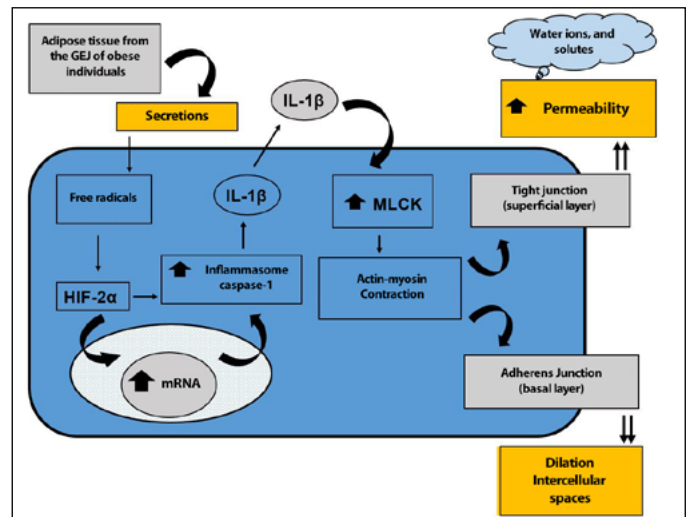 Adipose tissue from
the GEJ of obese
individuals
Secretions
IL-1β
Water ions, and
solutes
Permeability
Free radicals
IL-1β
MLCK
Tight junction
(superficial layer)
HIF-2α
Inflammasome
caspase-1
Actin-myosin
Contraction
mRNA
Adherens Junction
(basal layer)
Dilation
Intercellular
spaces